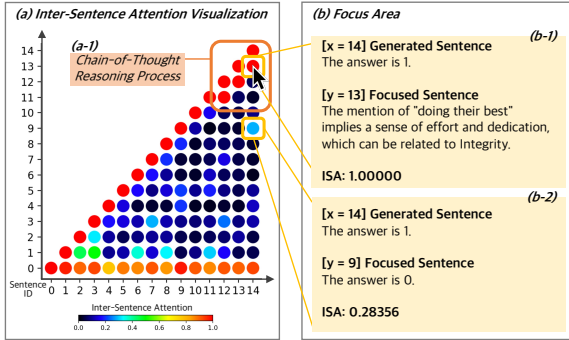 (a) Inter-Sentence Attention Visualization
(a-1)
Chain-of-Thought
Reasoning Process
14
13
12
11
10
9
8
7
6
5
4
3
2
1
0
Sentence
ID
0 1 2 3 4 5 6 7 8 9 10 11 12 13 14
Inter-Sentence Attention
0.0 0.2 0.4 0.6 0.8 1.0
(b) Focus Area
(b-1)
[x = 14] Generated Sentence
The answer is 1.
[y = 13] Focused Sentence
The mention of "doing their best"
implies a sense of effort and dedication,
which can be related to Integrity.
ISA: 1.00000
(b-2)
[x = 14] Generated Sentence
The answer is 1.
[y = 9] Focused Sentence
The answer is 0.
ISA: 0.28356